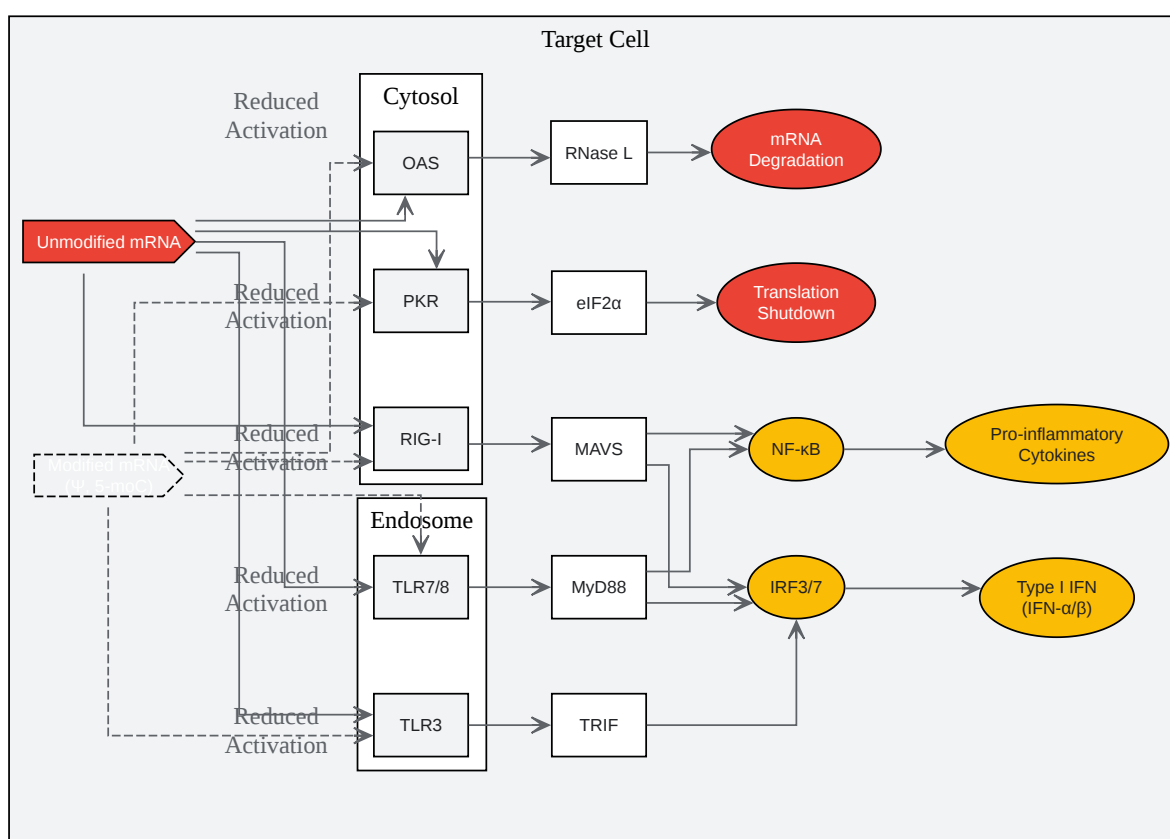 Target Cell
Reduced
Activation
Cytosol
OAS
RNase L
mRNA
Degradation
Unmodified mRNA
Reduced
Activation
PKR
eIF2α
Translation
Shutdown
Reduced
Activation
RIG-I
MAVS
NF-κB
Pro-inflammatory
Cytokines
Modified mRNA
(Ψ, 5-moC)
Endosome
Reduced
Activation
TLR7/8
MyD88
IRF3/7
Type I IFN
(IFN-α/β)
Reduced
Activation
TLR3
TRIF